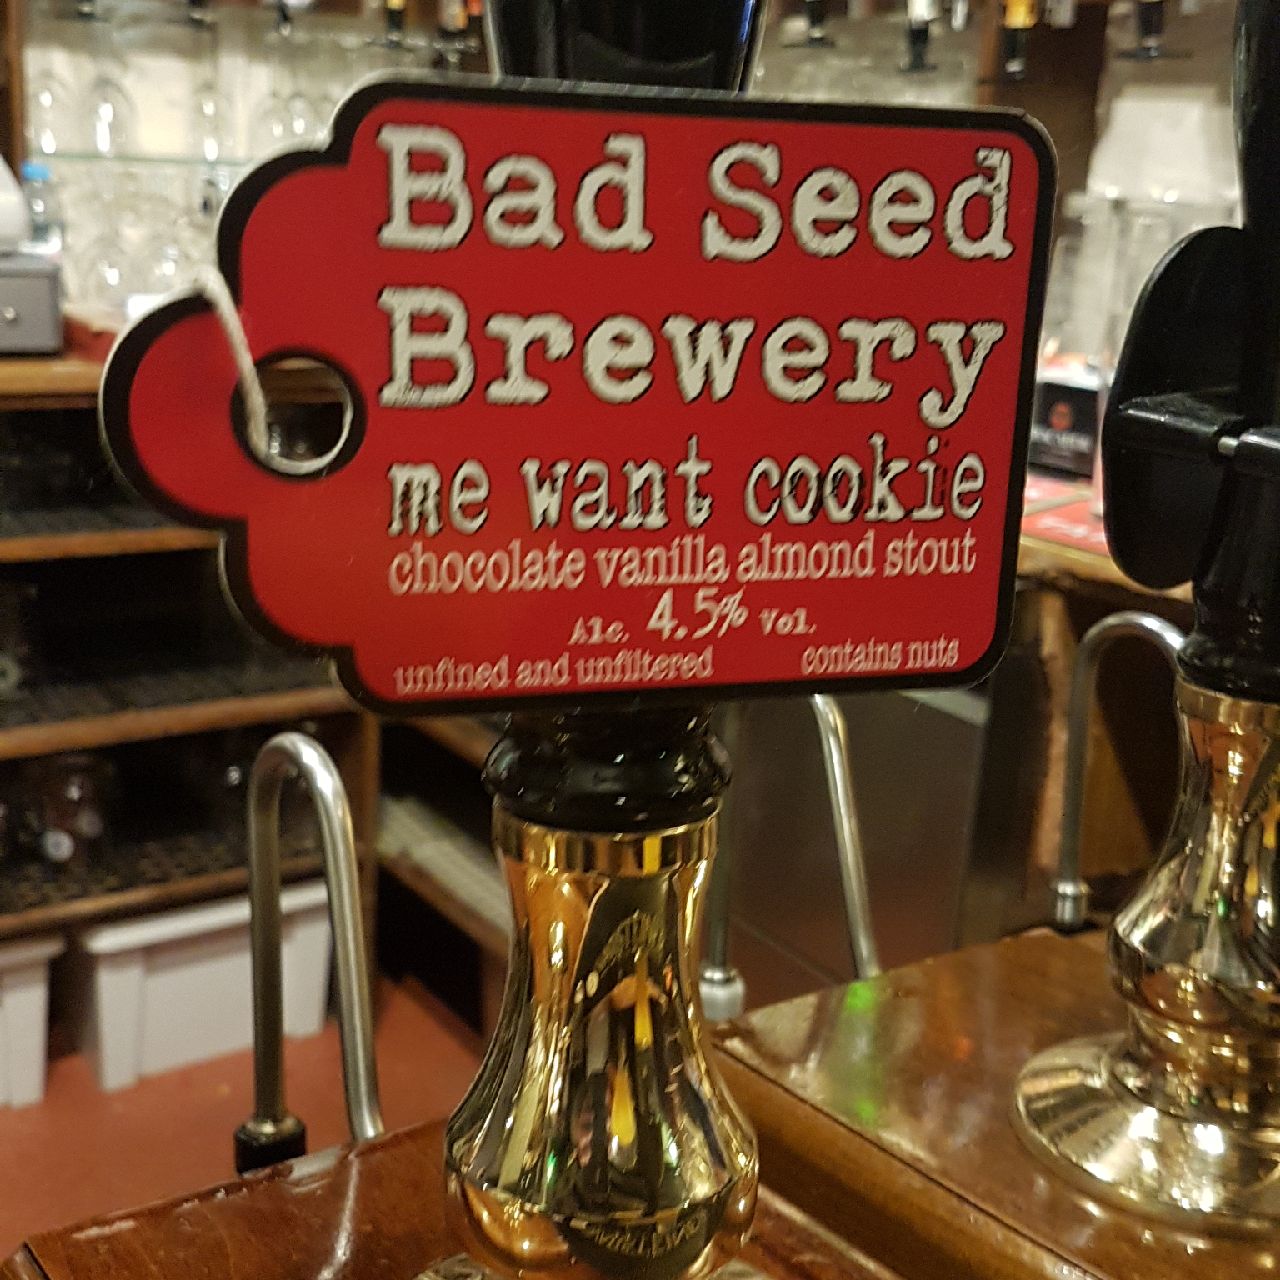 Bad Seed
Brewery
me want cookie
chocolate vanilla almond stout
Alc. 4.5% Vol.
unfined and unfiltered contains nuts